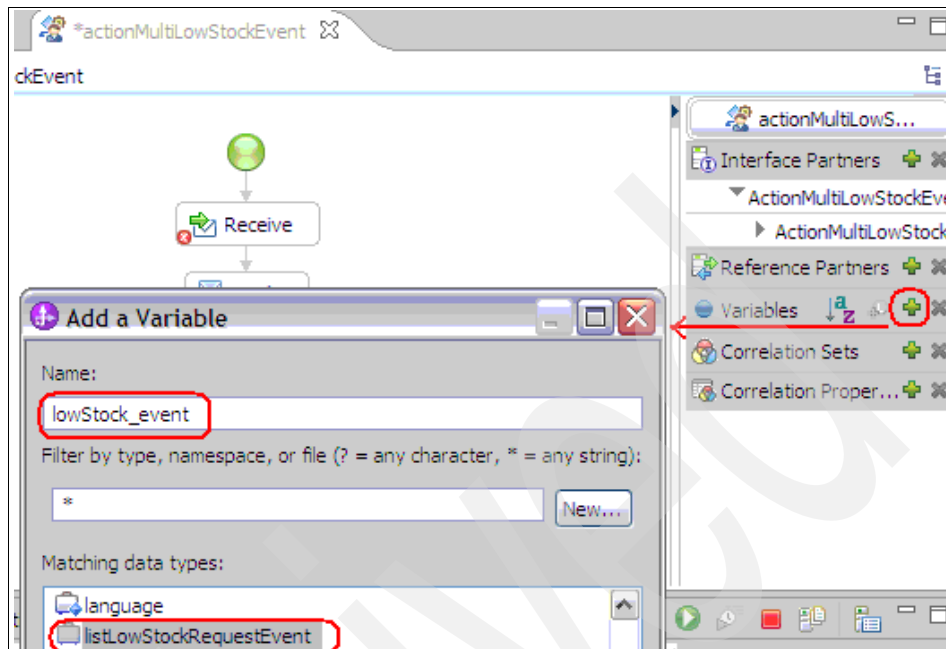 *actionMultiLowStockEvent
ckEvent
actionMultiLowS...
Interface Partners
ActionMultiLowStockEve
ActionMultiLowStock
Receive
Reference Partners
Variables
Correlation Sets
Correlation Proper...
Add a Variable
Name:
lowStock_event
Filter by type, namespace, or file (? = any character, * = any string):
*
New...
Matching data types:
language
listLowStockRequestEvent